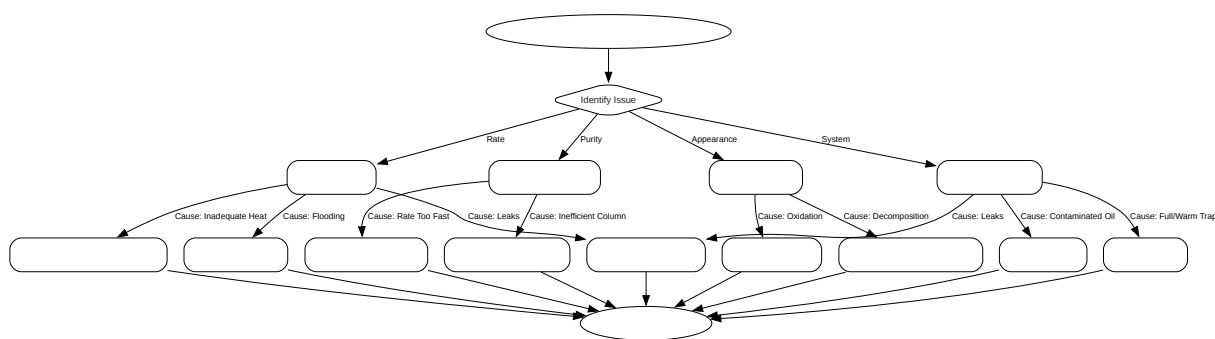 Identify Issue
Rate
Purity
Appearance
System
Cause: Inadequate Heat
Cause: Flooding
Cause: Rate Too Fast
Cause: Leaks
Cause: Inefficient Column
Cause: Oxidation
Cause: Decomposition
Cause: Leaks
Cause: Contaminated Oil
Cause: Full/Warm Trap